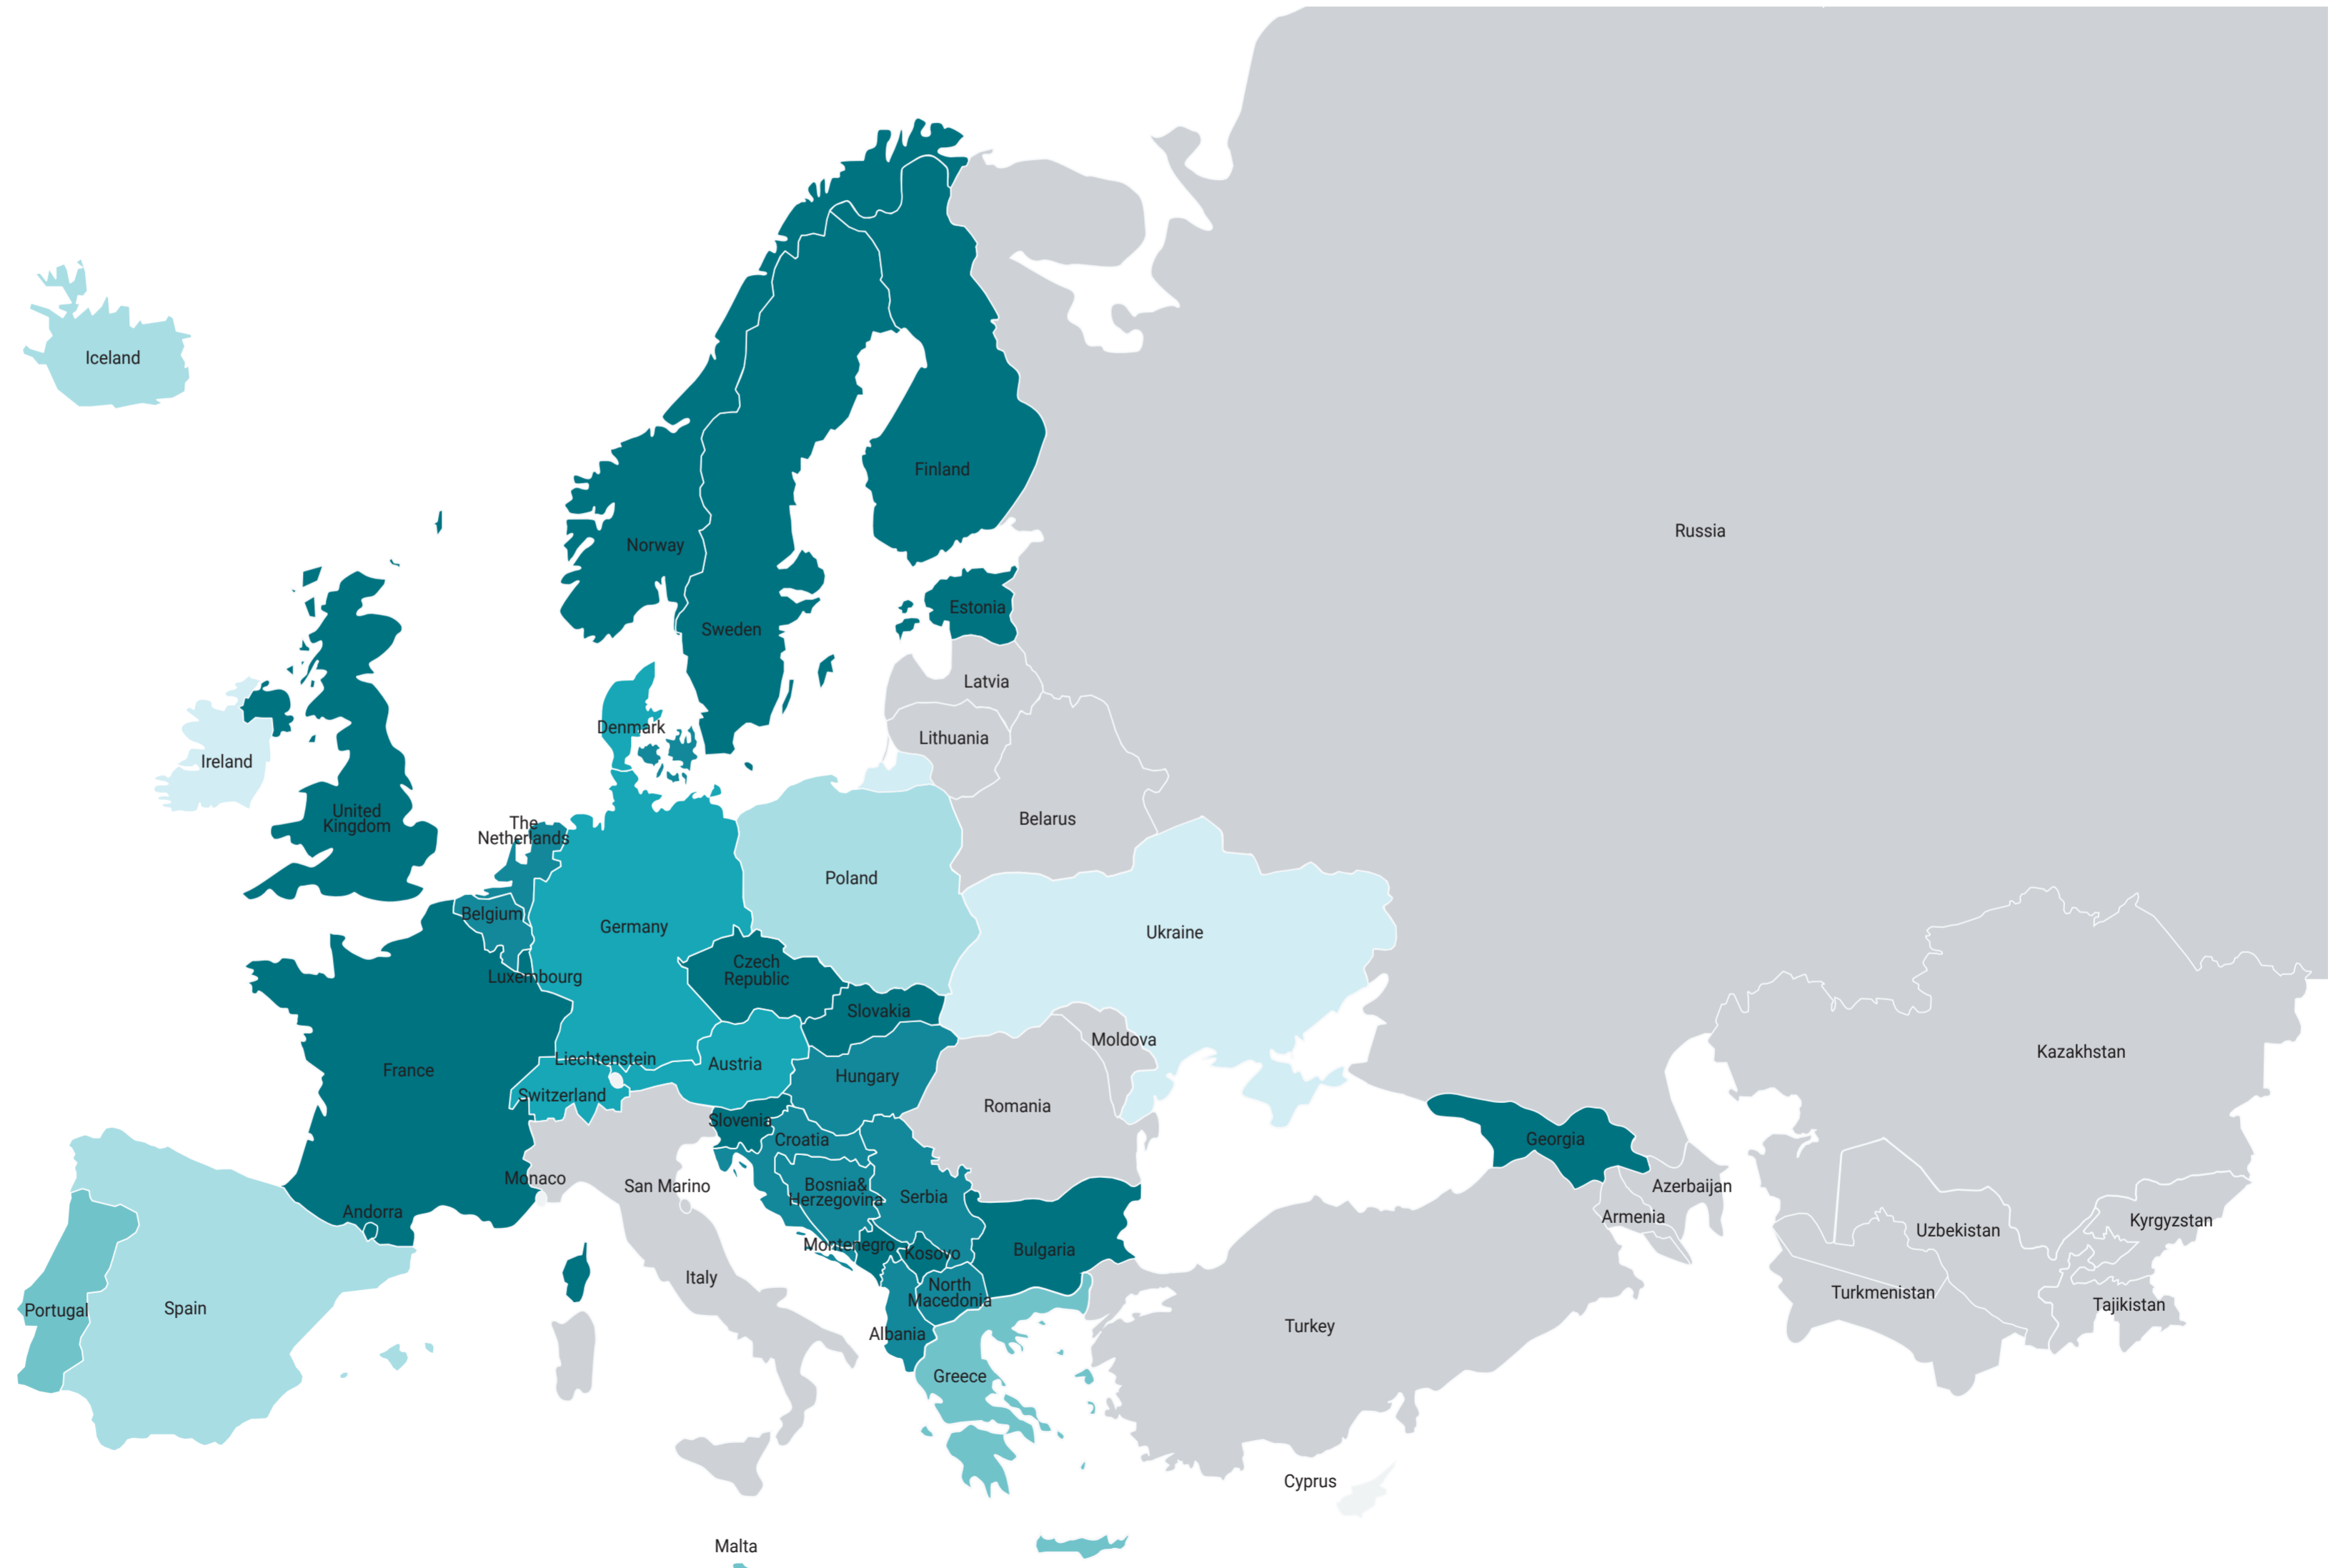 Iceland
Finland
Russia
Norway
Estonia
Sweden
Latvia
Denmark
Lithuania
Ireland
United
Kingdom
The
Netherlands
Belarus
Poland
Belgium
Germany
Ukraine
Czech
Republic
Luxembourg
Slovakia
Moldova
Kazakhstan
Liechtenstein
Austria
France
Hungary
Switzerland
Romania
Slovenia
Croatia
Georgia
Monaco
San Marino
Bosnia&
Herzegovina
Serbia
Azerbaijan
Andorra
Armenia
Kyrgyzstan
Uzbekistan
Montenegro
Kosovo
Bulgaria
Italy
North
Macedonia
Turkmenistan
Tajikistan
Portugal
Spain
Albania
Turkey
Greece
Cyprus
Malta